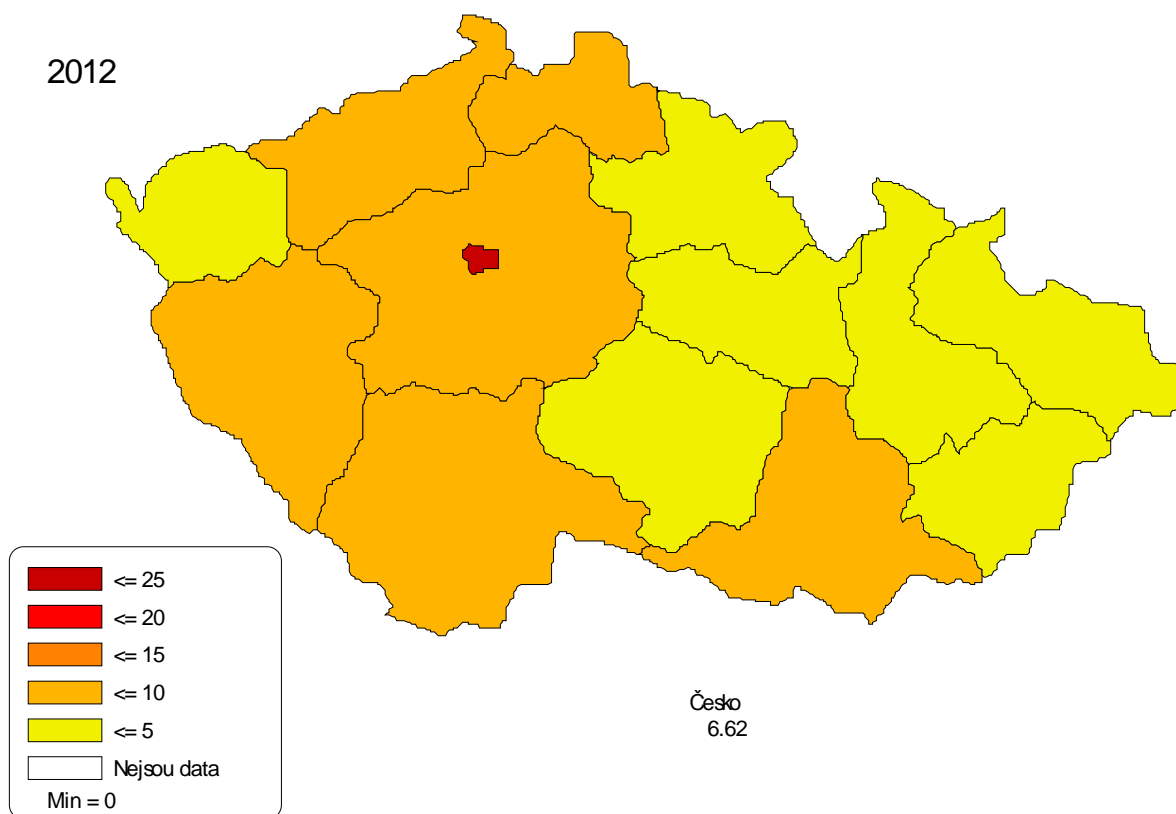 2012
<= 25
<= 20
<= 15
<= 10
<= 5
Nejsou data
Min = 0
Česko
6.62